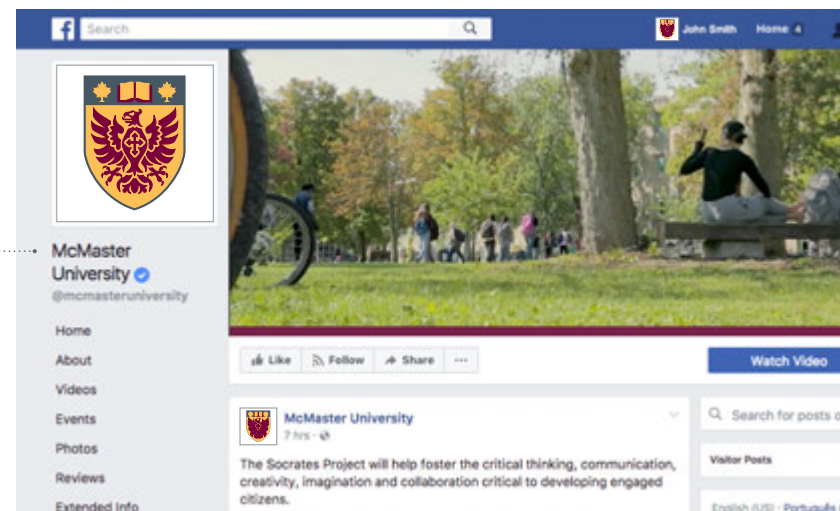 Search
John Smith Home 4
McMaster
University
@mcmasteruniversity
Home
About
Videos
Events
Photos
Reviews
Extended Info
Like Follow Share ...
Watch Video
McMaster University
7 hrs ·
The Socrates Project will help foster the critical thinking, communication,
creativity, imagination and collaboration critical to developing engaged
citizens.
Search for posts
Visitor Posts
English (US) · Português